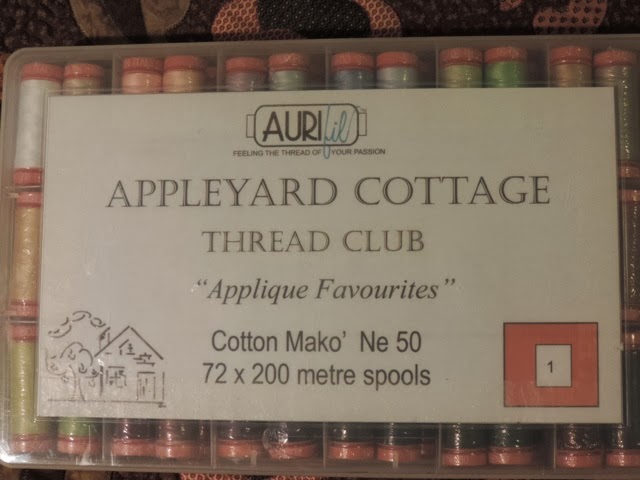 AURIfil
FEELING THE THREAD OF YOUR PASSION
APPLEYARD COTTAGE
THREAD CLUB
"Applique Favourites"
Cotton Mako' Ne 50
72 x 200 metre spools
1